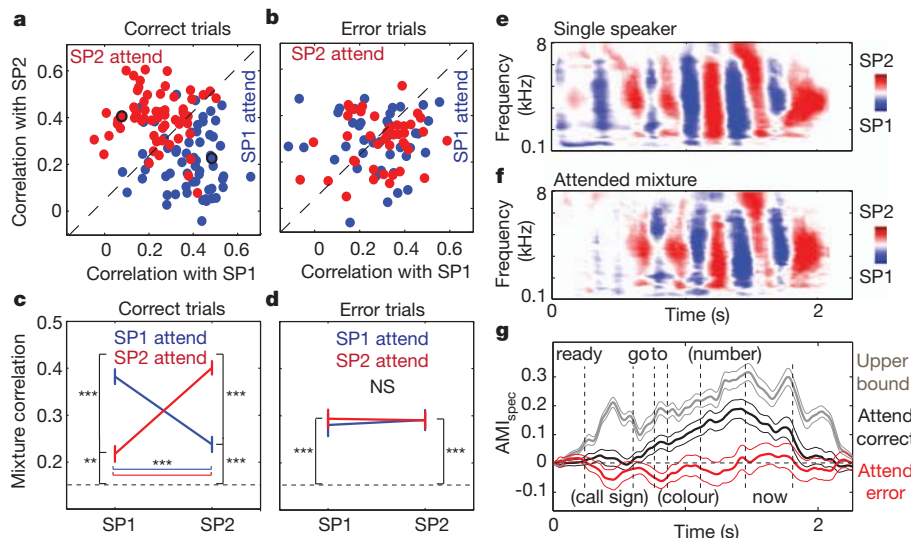 a
Correct trials
SP2 attend
SP1 attend
Correlation with SP2
0.6
0.4
0.2
0
0
0.2
0.4
0.6
Correlation with SP1
b
Error trials
SP2 attend
SP1 attend
0
0.2
0.4
0.6
Correlation with SP1
c
Correct trials
SP1 attend
SP2 attend
Mixture correlation
0.5
0.4
0.3
0.2
***
**
***
***
***
SP1
SP2
d
Error trials
SP1 attend
SP2 attend
NS
***
***
SP1
SP2
e
Single speaker
Frequency
(kHz)
8
0.1
SP2
SP1
f
Attended mixture
Frequency
(kHz)
8
0.1
0
2
Time (s)
SP2
SP1
g
ready
go to
(number)
(call sign)
(colour)
now
AMIspec
0.3
0.2
0.1
0
-0.1
0
2
Time (s)
Upper
bound
Attend
correct
Attend
error